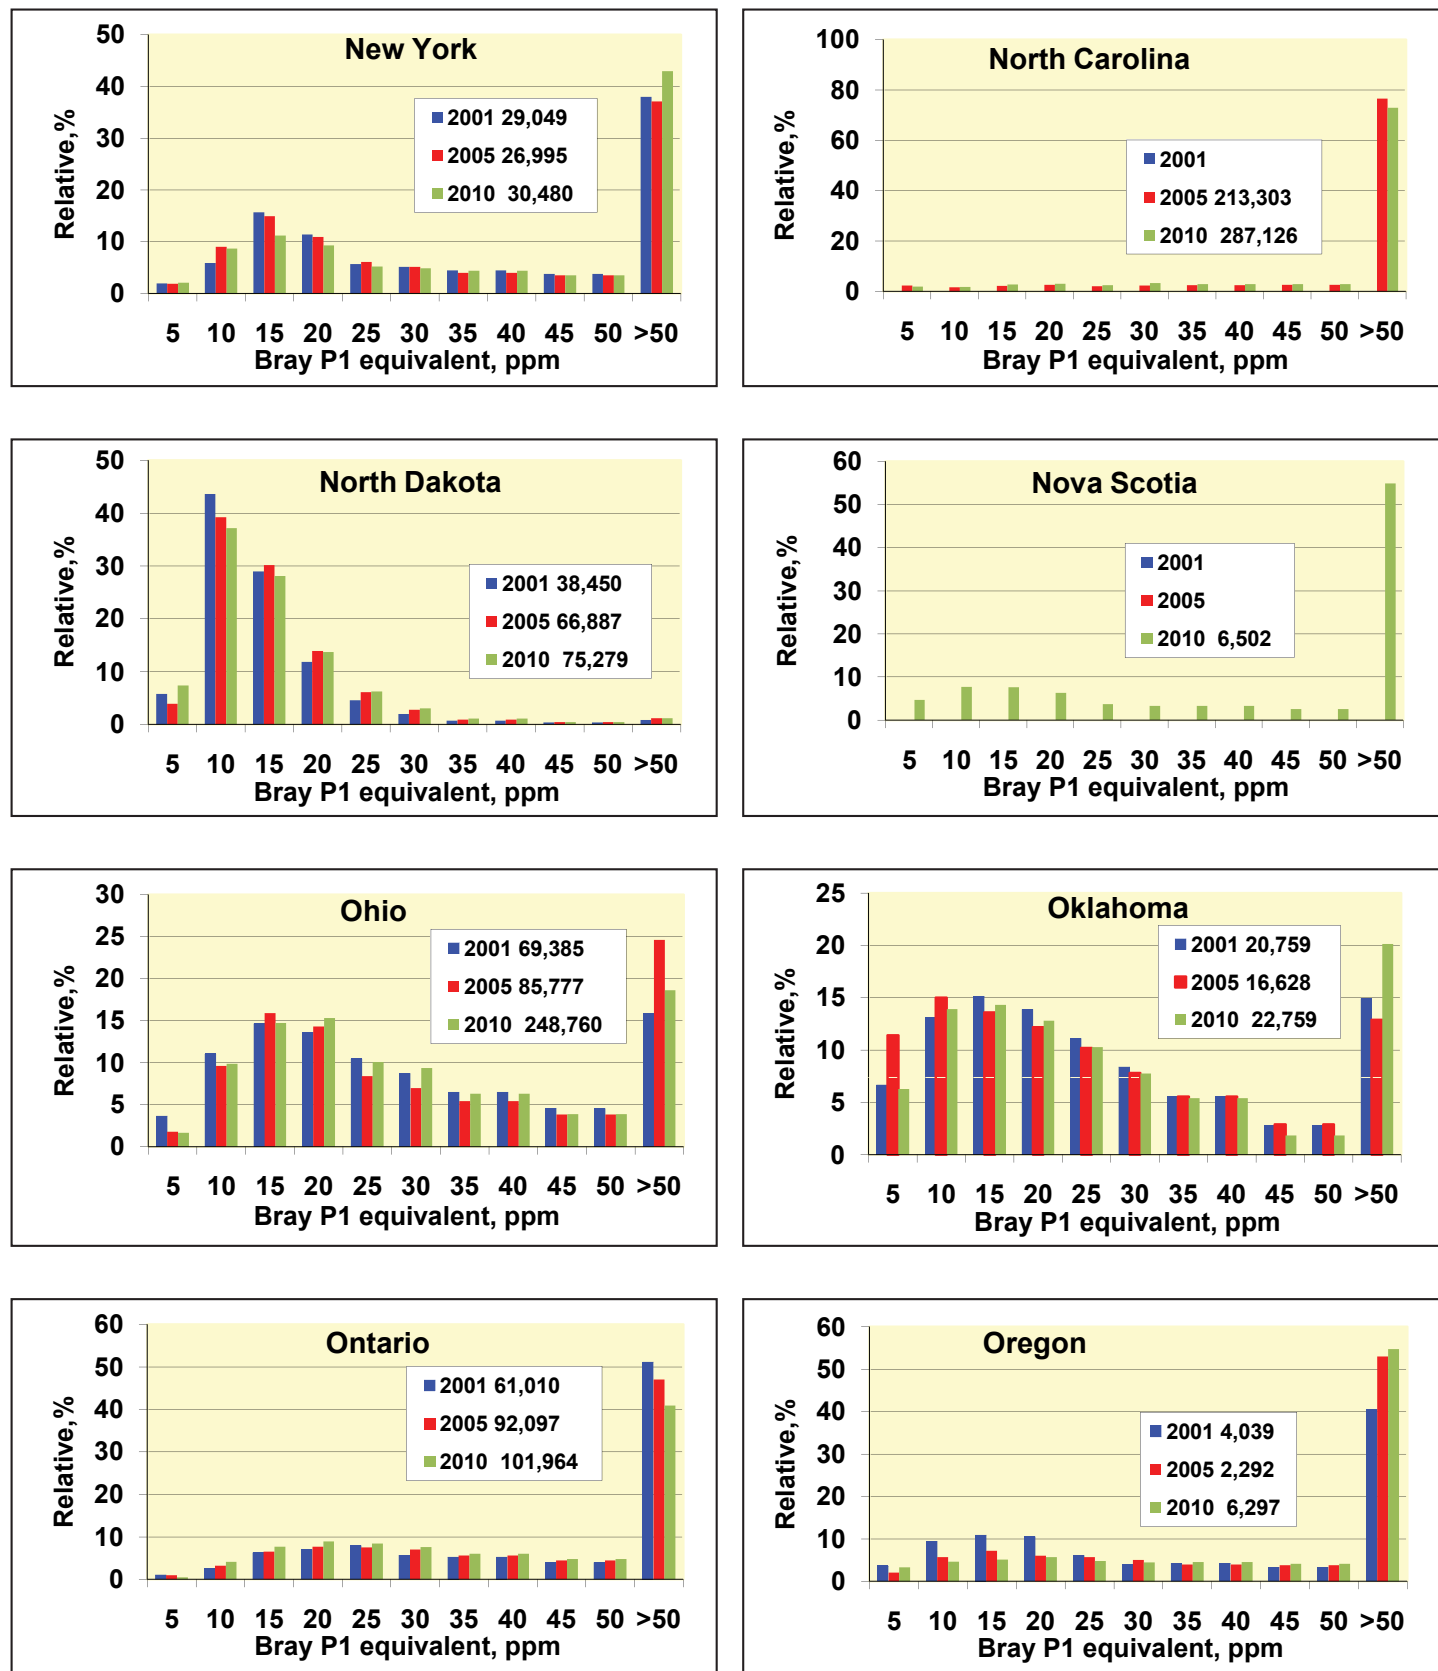 New York
Relative,%
50
40
30
20
10
0
2001 29,049
2005 26,995
2010 30,480
5 10 15 20 25 30 35 40 45 50 >50
Bray P1 equivalent, ppm
North Carolina
Relative,%
100
80
60
40
20
0
2001
2005 213,303
2010 287,126
5 10 15 20 25 30 35 40 45 50 >50
Bray P1 equivalent, ppm
North Dakota
Relative,%
50
40
30
20
10
0
2001 38,450
2005 66,887
2010 75,279
5 10 15 20 25 30 35 40 45 50 >50
Bray P1 equivalent, ppm
Nova Scotia
Relative,%
60
50
40
30
20
10
0
2001
2005
2010 6,502
5 10 15 20 25 30 35 40 45 50 >50
Bray P1 equivalent, ppm
Ohio
Relative,%
30
25
20
15
10
5
0
2001 69,385
2005 85,777
2010 248,760
5 10 15 20 25 30 35 40 45 50 >50
Bray P1 equivalent, ppm
Oklahoma
Relative,%
25
20
15
10
5
0
2001 20,759
2005 16,628
2010 22,759
5 10 15 20 25 30 35 40 45 50 >50
Bray P1 equivalent, ppm
Ontario
Relative,%
60
50
40
30
20
10
0
2001 61,010
2005 92,097
2010 101,964
5 10 15 20 25 30 35 40 45 50 >50
Bray P1 equivalent, ppm
Oregon
Relative,%
60
50
40
30
20
10
0
2001 4,039
2005 2,292
2010 6,297
5 10 15 20 25 30 35 40 45 50 >50
Bray P1 equivalent, ppm